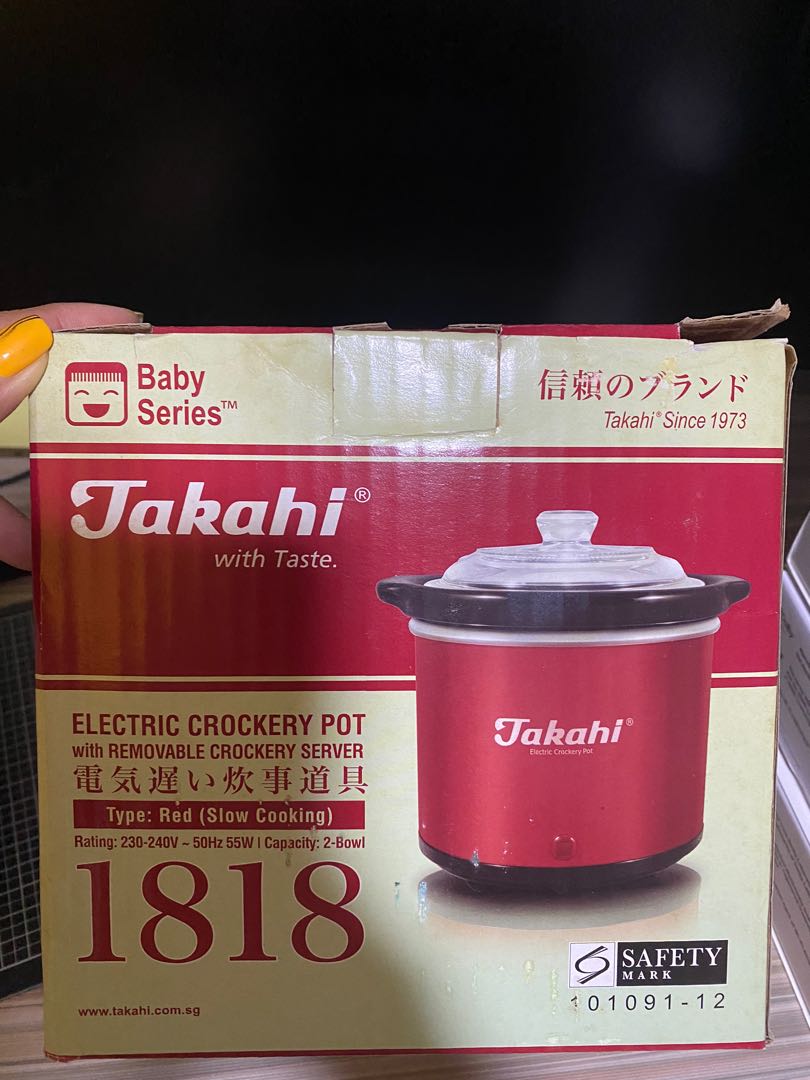 Baby
Series™
信頼のブランド
Takahi® Since 1973
Takahi®
with Taste.
Takahi®
Electric Crockery Pot
ELECTRIC CROCKERY POT
with REMOVABLE CROCKERY SERVER
電気遅い炊事道具
Type: Red (Slow Cooking)
Rating: 230-240V ~ 50Hz 55W | Capacity: 2-Bowl
1818
SAFETY
MARK
101091-12
www.takahi.com.sg